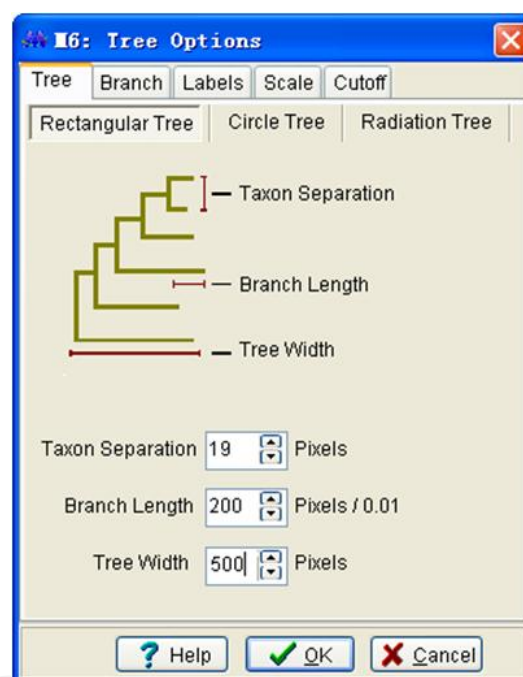 M6: Tree Options
Tree Branch Labels Scale Cutoff
Rectangular Tree Circle Tree Radiation Tree
Taxon Separation
Branch Length
Tree Width
Taxon Separation 19 Pixels
Branch Length 200 Pixels / 0.01
Tree Width 500 Pixels
? Help OK Cancel